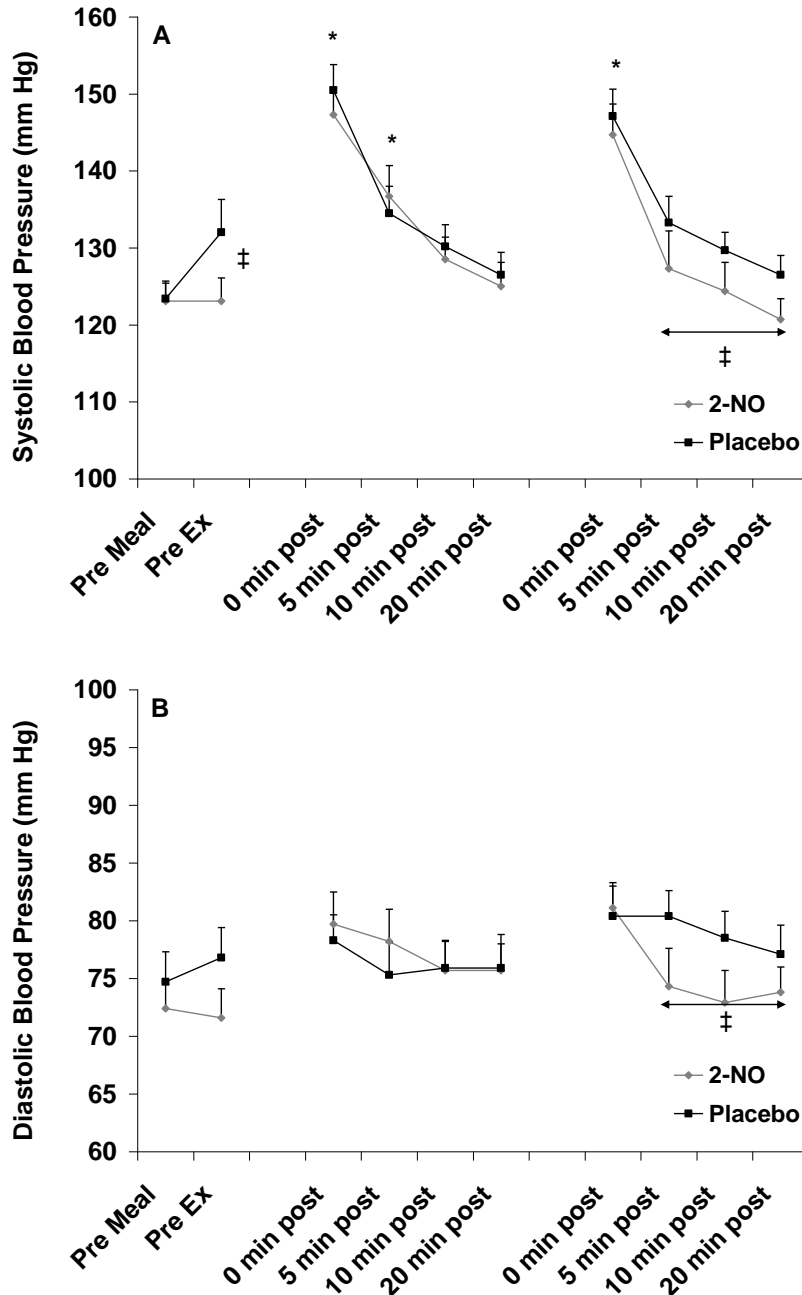 A
Systolic Blood Pressure (mm Hg)
160
150
140
130
120
110
100
*
*
*
‡
‡
2-NO
Placebo
Pre Meal
Pre Ex
0 min post
5 min post
10 min post
20 min post
0 min post
5 min post
10 min post
20 min post
B
Diastolic Blood Pressure (mm Hg)
100
95
90
85
80
75
70
65
60
‡
2-NO
Placebo
Pre Meal
Pre Ex
0 min post
5 min post
10 min post
20 min post
0 min post
5 min post
10 min post
20 min post